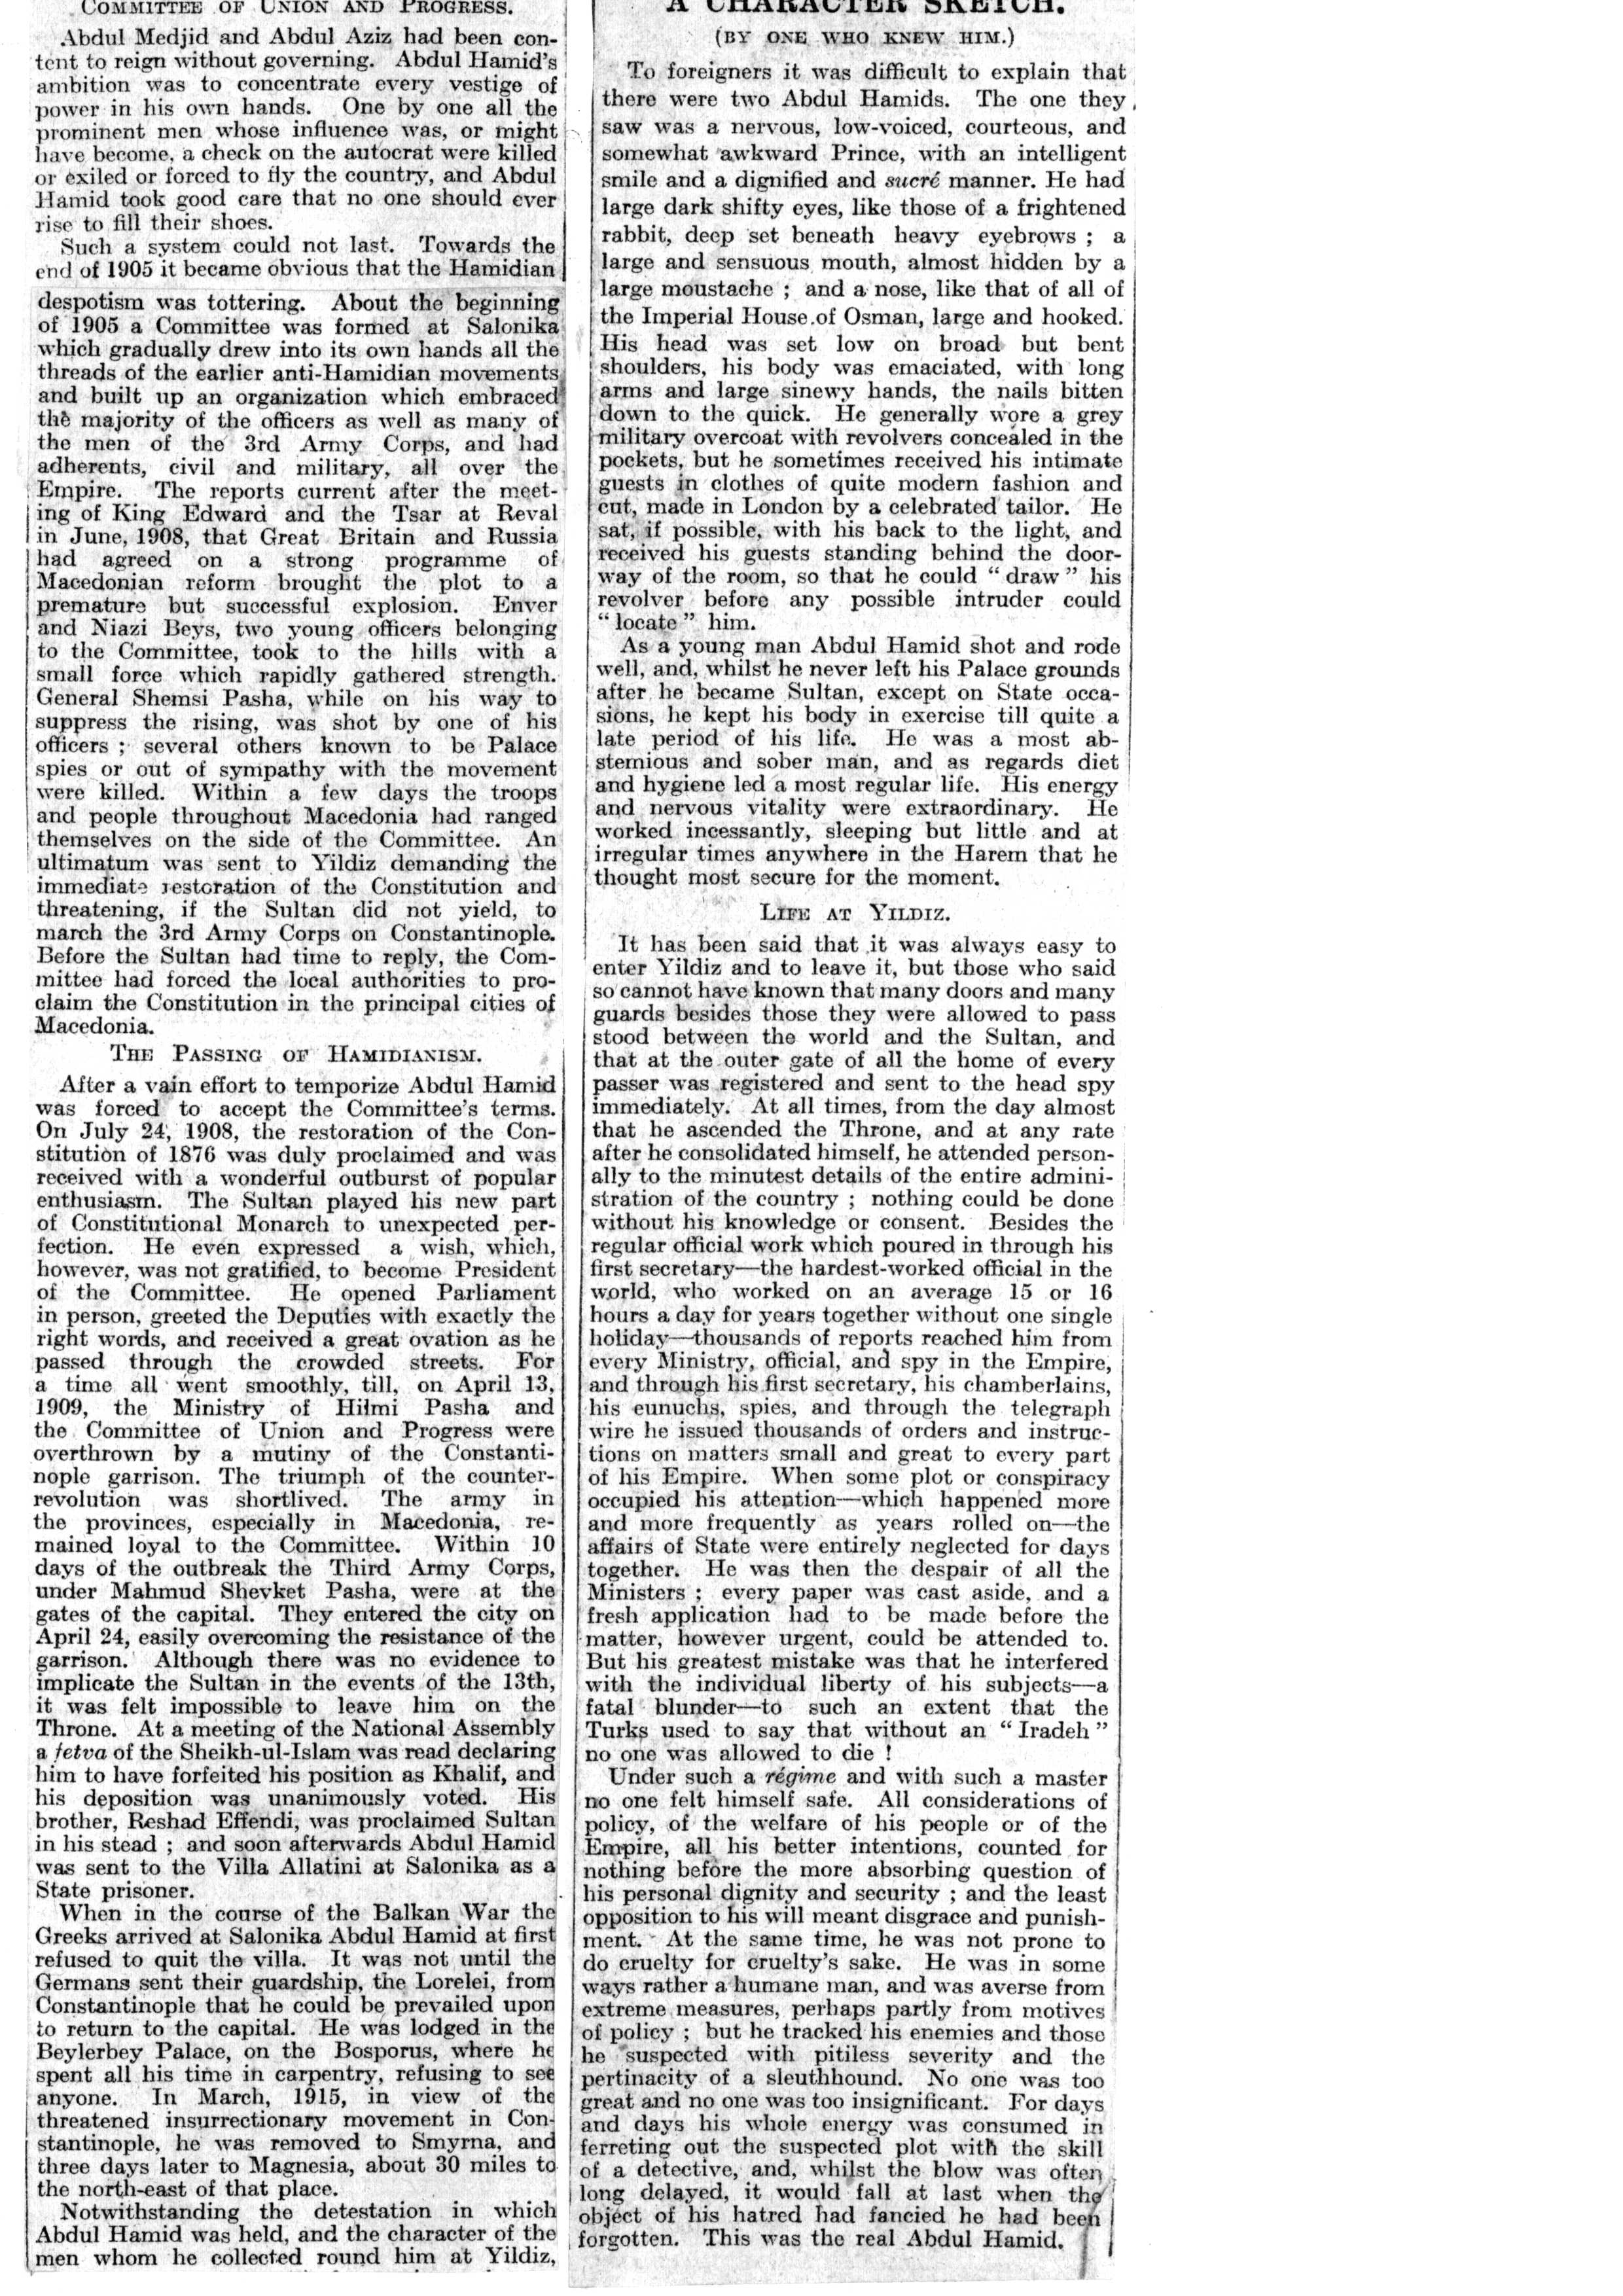 COMMITTEE OF UNION AND PROGRESS.
Abdul Medjid and Abdul Aziz had been con-
tent to reign without governing. Abdul Hamid's
ambition was to concentrate every vestige of
power in his own hands. One by one all the
prominent men whose influence was, or might
have become, a check on the autocrat were killed
or exiled or forced to fly the country, and Abdul
Hamid took good care that no one should ever
rise to fill their shoes.
Such a system could not last. Towards the
end of 1905 it became obvious that the Hamidian
despotism was tottering. About the beginning
of 1905 a Committee was formed at Salonika
which gradually drew into its own hands all the
threads of the earlier anti-Hamidian movements
and built up an organization which embraced
the majority of the officers as well as many of
the men of the 3rd Army Corps, and had
adherents, civil and military, all over the
Empire. The reports current after the meet-
ing of King Edward and the Tsar at Reval
in June, 1908, that Great Britain and Russia
had agreed on a strong programme of
Macedonian reform brought the plot to a
premature but successful explosion. Enver
and Niazi Beys, two young officers belonging
to the Committee, took to the hills with a
small force which rapidly gathered strength.
General Shemsi Pasha, while on his way to
suppress the rising, was shot by one of his
officers ; several others known to be Palace
spies or out of sympathy with the movement
were killed. Within a few days the troops
and people throughout Macedonia had ranged
themselves on the side of the Committee. An
ultimatum was sent to Yildiz demanding the
immediate restoration of the Constitution and
threatening, if the Sultan did not yield, to
march the 3rd Army Corps on Constantinople.
Before the Sultan had time to reply, the Com-
mittee had forced the local authorities to pro-
claim the Constitution in the principal cities of
Macedonia.
THE PASSING OF HAMIDIANISM.
After a vain effort to temporize Abdul Hamid
was forced to accept the Committee's terms.
On July 24, 1908, the restoration of the Con-
stitution of 1876 was duly proclaimed and was
received with a wonderful outburst of popular
enthusiasm. The Sultan played his new part
of Constitutional Monarch to unexpected per-
fection. He even expressed a wish, which,
however, was not gratified, to become President
of the Committee. He opened Parliament
in person, greeted the Deputies with exactly the
right words, and received a great ovation as he
passed through the crowded streets. For
a time all went smoothly, till, on April 13,
1909, the Ministry of Hilmi Pasha and
the Committee of Union and Progress were
overthrown by a mutiny of the Constanti-
nople garrison. The triumph of the counter-
revolution was shortlived. The army in
the provinces, especially in Macedonia, re-
mained loyal to the Committee. Within 10
days of the outbreak the Third Army Corps,
under Mahmud Shevket Pasha, were at the
gates of the capital. They entered the city on
April 24, easily overcoming the resistance of the
garrison. Although there was no evidence to
implicate the Sultan in the events of the 13th,
it was felt impossible to leave him on the
Throne. At a meeting of the National Assembly
a fetva of the Sheikh-ul-Islam was read declaring
him to have forfeited his position as Khalif, and
his deposition was unanimously voted. His
brother, Reshad Effendi, was proclaimed Sultan
in his stead ; and soon afterwards Abdul Hamid
was sent to the Villa Allatini at Salonika as a
State prisoner.
When in the course of the Balkan War the
Greeks arrived at Salonika Abdul Hamid at first
refused to quit the villa. It was not until the
Germans sent their guardship, the Lorelei, from
Constantinople that he could be prevailed upon
to return to the capital. He was lodged in the
Beylerbey Palace, on the Bosporus, where he
spent all his time in carpentry, refusing to see
anyone. In March, 1915, in view of the
threatened insurrectionary movement in Con-
stantinople, he was removed to Smyrna, and
three days later to Magnesia, about 30 miles to
the north-east of that place.
Notwithstanding the detestation in which
Abdul Hamid was held, and the character of the
men whom he collected round him at Yildiz,
A CHARACTER SKETCH.
(BY ONE WHO KNEW HIM.)
To foreigners it was difficult to explain that
there were two Abdul Hamids. The one they
saw was a nervous, low-voiced, courteous, and
somewhat awkward Prince, with an intelligent
smile and a dignified and sucré manner. He had
large dark shifty eyes, like those of a frightened
rabbit, deep set beneath heavy eyebrows ; a
large and sensuous mouth, almost hidden by a
large moustache ; and a nose, like that of all of
the Imperial House of Osman, large and hooked.
His head was set low on broad but bent
shoulders, his body was emaciated, with long
arms and large sinewy hands, the nails bitten
down to the quick. He generally wore a grey
military overcoat with revolvers concealed in the
pockets, but he sometimes received his intimate
guests in clothes of quite modern fashion and
cut, made in London by a celebrated tailor. He
sat, if possible, with his back to the light, and
received his guests standing behind the door-
way of the room, so that he could " draw " his
revolver before any possible intruder could
" locate " him.
As a young man Abdul Hamid shot and rode
well, and, whilst he never left his Palace grounds
after he became Sultan, except on State occa-
sions, he kept his body in exercise till quite a
late period of his life. He was a most ab-
stemious and sober man, and as regards diet
and hygiene led a most regular life. His energy
and nervous vitality were extraordinary. He
worked incessantly, sleeping but little and at
irregular times anywhere in the Harem that he
thought most secure for the moment.
LIFE AT YILDIZ.
It has been said that it was always easy to
enter Yildiz and to leave it, but those who said
so cannot have known that many doors and many
guards besides those they were allowed to pass
stood between the world and the Sultan, and
that at the outer gate of all the home of every
passer was registered and sent to the head spy
immediately. At all times, from the day almost
that he ascended the Throne, and at any rate
after he consolidated himself, he attended person-
ally to the minutest details of the entire admini-
stration of the country ; nothing could be done
without his knowledge or consent. Besides the
regular official work which poured in through his
first secretary—the hardest-worked official in the
world, who worked on an average 15 or 16
hours a day for years together without one single
holiday—thousands of reports reached him from
every Ministry, official, and spy in the Empire,
and through his first secretary, his chamberlains,
his eunuchs, spies, and through the telegraph
wire he issued thousands of orders and instruc-
tions on matters small and great to every part
of his Empire. When some plot or conspiracy
occupied his attention—which happened more
and more frequently as years rolled on—the
affairs of State were entirely neglected for days
together. He was then the despair of all the
Ministers ; every paper was cast aside, and a
fresh application had to be made before the
matter, however urgent, could be attended to.
But his greatest mistake was that he interfered
with the individual liberty of his subjects—a
fatal blunder—to such an extent that the
Turks used to say that without an " Iradeh "
no one was allowed to die !
Under such a régime and with such a master
no one felt himself safe. All considerations of
policy, of the welfare of his people or of the
Empire, all his better intentions, counted for
nothing before the more absorbing question of
his personal dignity and security ; and the least
opposition to his will meant disgrace and punish-
ment. At the same time, he was not prone to
do cruelty for cruelty's sake. He was in some
ways rather a humane man, and was averse from
extreme measures, perhaps partly from motives
of policy ; but he tracked his enemies and those
he suspected with pitiless severity and the
pertinacity of a sleuthhound. No one was too
great and no one was too insignificant. For days
and days his whole energy was consumed in
ferreting out the suspected plot with the skill
of a detective, and, whilst the blow was often
long delayed, it would fall at last when the
object of his hatred had fancied he had been
forgotten. This was the real Abdul Hamid.